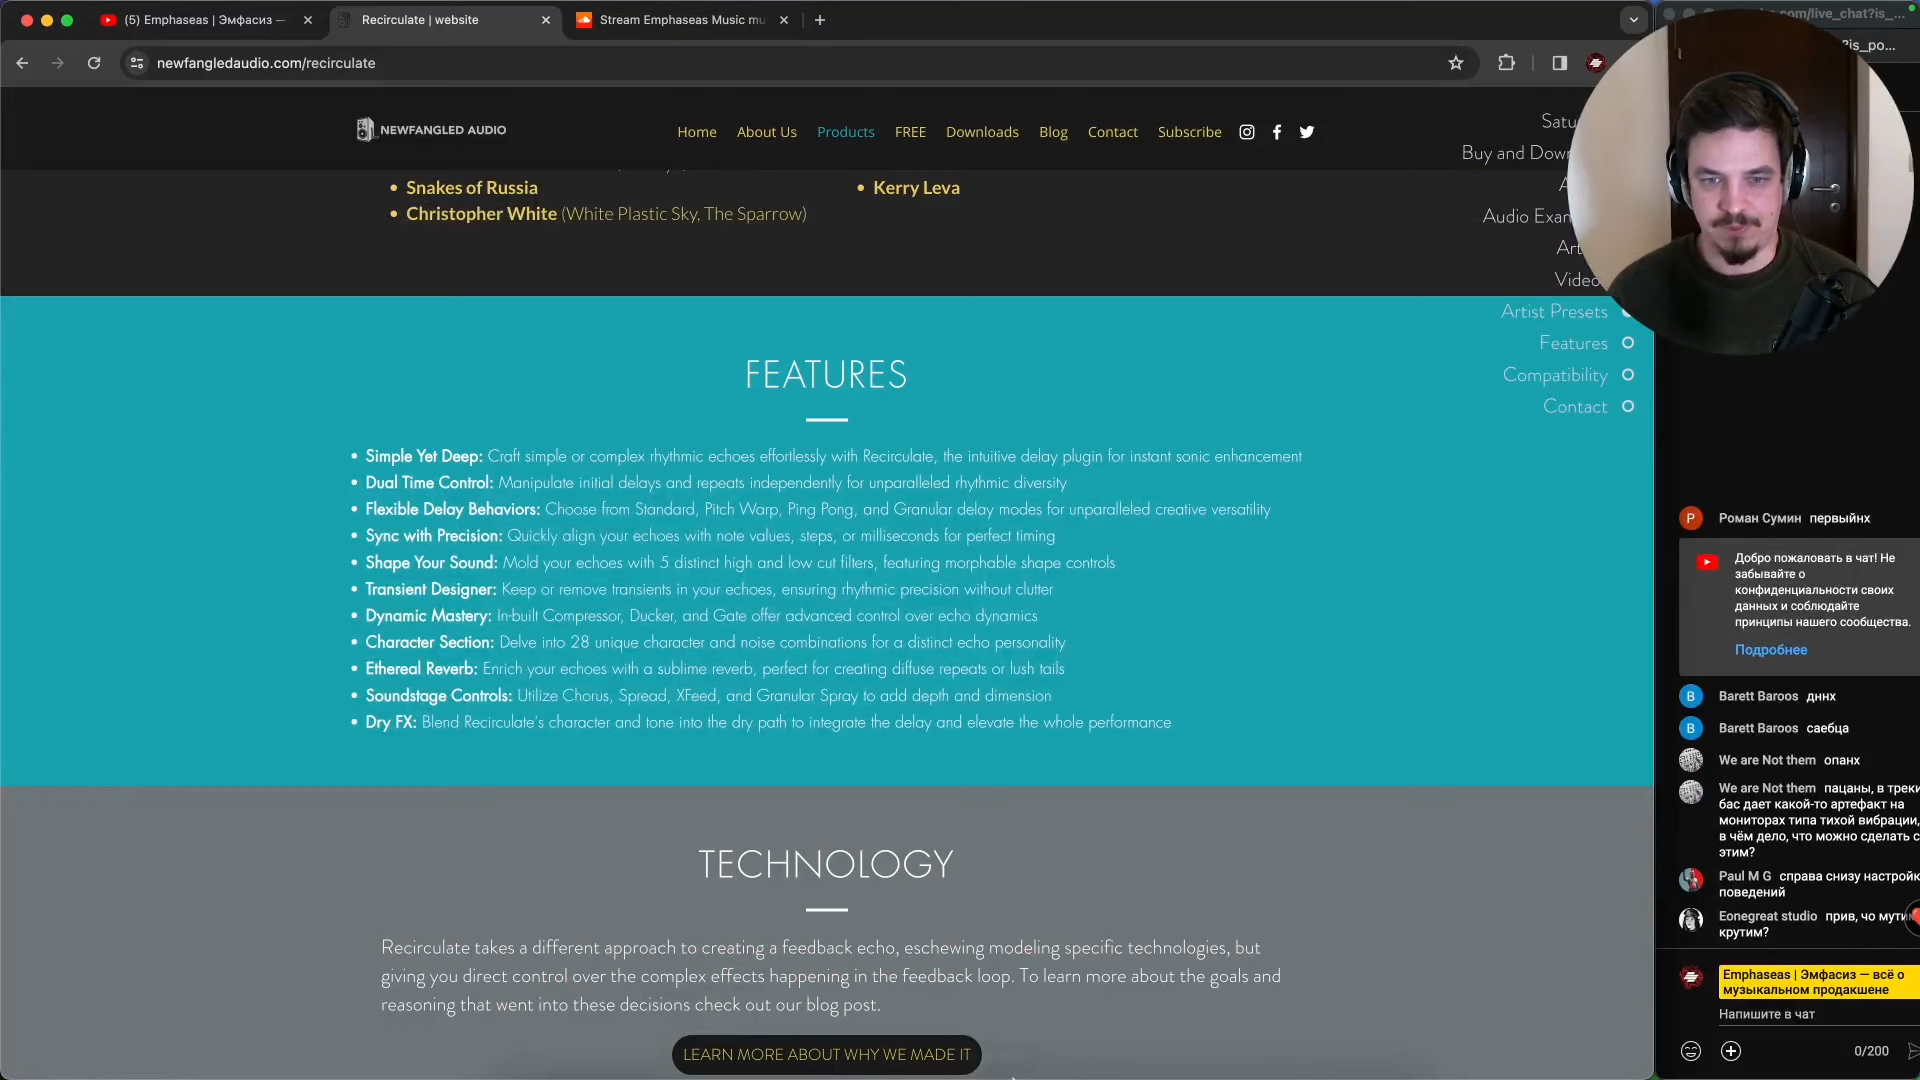 (5) Emphaseas | Эмфасиз —
Recirculate | website
Stream Emphaseas Music mu
com/live_chat?is_...
newfangledaudio.com/recirculate
?is_po...
NEWFANGLED AUDIO
Home
About Us
Products
FREE
Downloads
Blog
Contact
Subscribe
Satu
Buy and Down
A
Audio Exam
Art
Video
Artist Presets
Features
Compatibility
Contact
• Snakes of Russia
• Christopher White (White Plastic Sky, The Sparrow)
• Kerry Leva
FEATURES
• Simple Yet Deep: Craft simple or complex rhythmic echoes effortlessly with Recirculate, the intuitive delay plugin for instant sonic enhancement
• Dual Time Control: Manipulate initial delays and repeats independently for unparalleled rhythmic diversity
• Flexible Delay Behaviors: Choose from Standard, Pitch Warp, Ping Pong, and Granular delay modes for unparalleled creative versatility
• Sync with Precision: Quickly align your echoes with note values, steps, or milliseconds for perfect timing
• Shape Your Sound: Mold your echoes with 5 distinct high and low cut filters, featuring morphable shape controls
• Transient Designer: Keep or remove transients in your echoes, ensuring rhythmic precision without clutter
• Dynamic Mastery: In-built Compressor, Ducker, and Gate offer advanced control over echo dynamics
• Character Section: Delve into 28 unique character and noise combinations for a distinct echo personality
• Ethereal Reverb: Enrich your echoes with a sublime reverb, perfect for creating diffuse repeats or lush tails
• Soundstage Controls: Utilize Chorus, Spread, XFeed, and Granular Spray to add depth and dimension
• Dry FX: Blend Recirculate's character and tone into the dry path to integrate the delay and elevate the whole performance
TECHNOLOGY
Recirculate takes a different approach to creating a feedback echo, eschewing modeling specific technologies, but
giving you direct control over the complex effects happening in the feedback loop. To learn more about the goals and
reasoning that went into these decisions check out our blog post.
LEARN MORE ABOUT WHY WE MADE IT
Р Роман Сумин первыйнх
Добро пожаловать в чат! Не
забывайте о
конфиденциальности своих
данных и соблюдайте
принципы нашего сообщества.
Подробнее
B Barett Baroos дннх
B Barett Baroos саебца
We are Not them опанх
We are Not them пацаны, в треки
бас дает какой-то артефакт на
мониторах типа тихой вибрации,
в чём дело, что можно сделать с
этим?
Paul M G справа снизу настройк
поведений
Eonegreat studio прив, чо мути
крутим?
Emphaseas | Эмфасиз — всё о
музыкальном продакшене
Напишите в чат
0/200